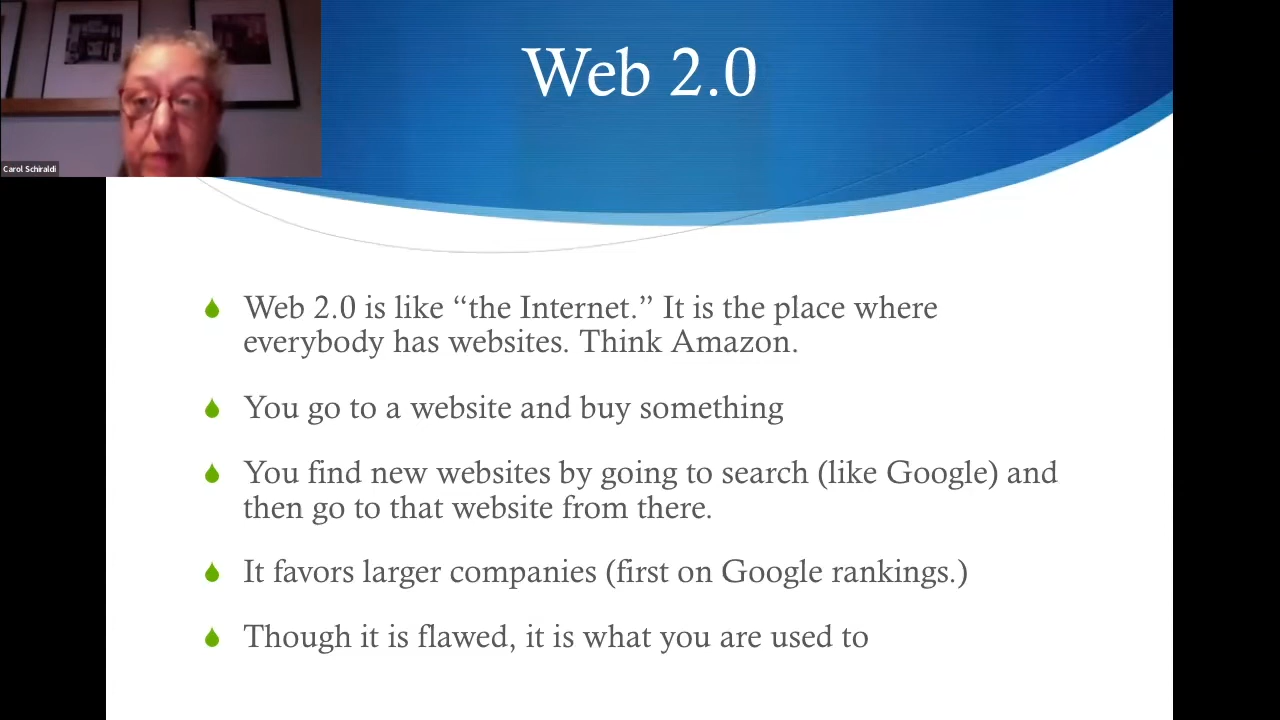 Web 2.0
Carol Schiraldi
Web 2.0 is like “the Internet.” It is the place where
everybody has websites. Think Amazon.
You go to a website and buy something
You find new websites by going to search (like Google) and
then go to that website from there.
It favors larger companies (first on Google rankings.)
Though it is flawed, it is what you are used to